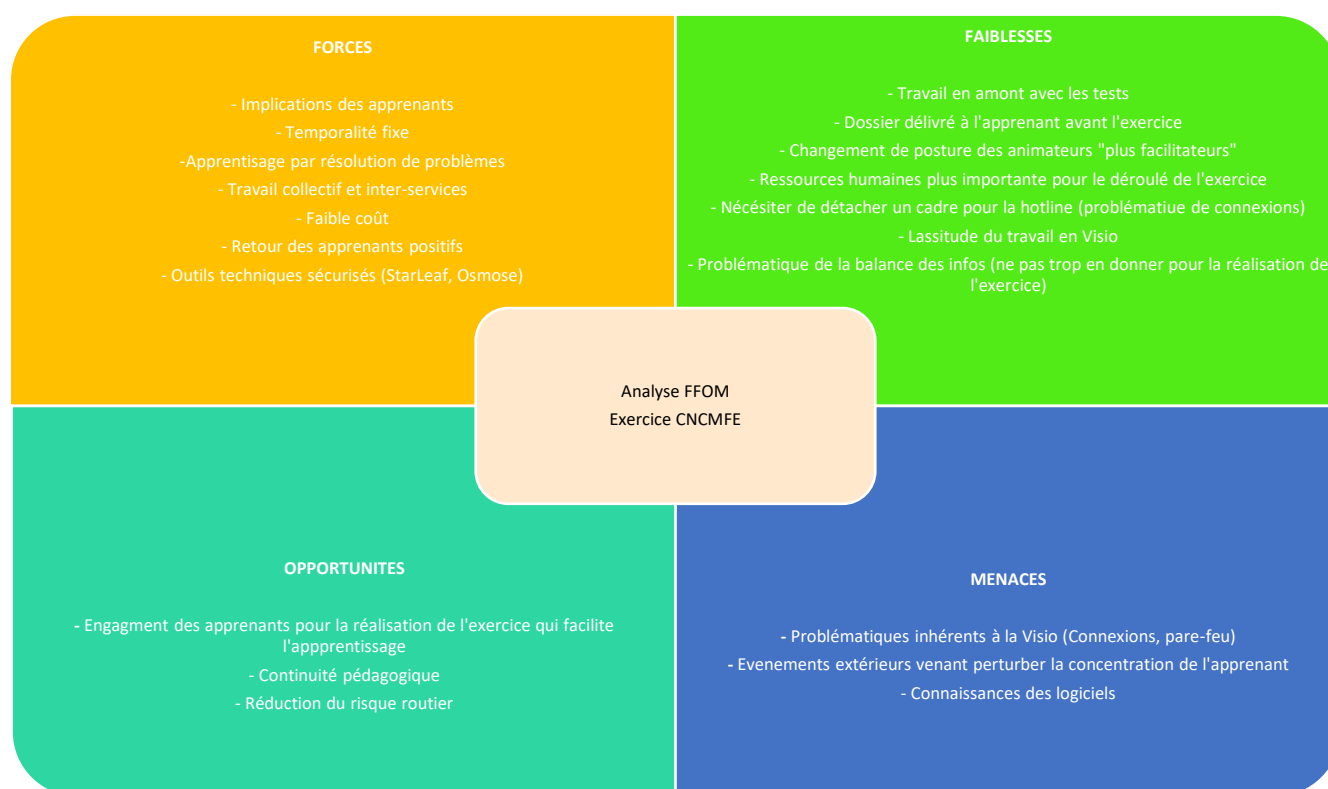 FORCES
- Implications des apprenants
- Temporalité fixe
-Apprentisage par résolution de problèmes
- Travail collectif et inter-services
- Faible coût
- Retour des apprenants positifs
- Outils techniques sécurisés (StarLeaf, Osmose)
FAIBLESSES
- Travail en amont avec les tests
- Dossier délivré à l'apprenant avant l'exercice
- Changement de posture des animateurs "plus facilitateurs"
- Ressources humaines plus importante pour le déroulé de l'exercice
- Nécésiter de détacher un cadre pour la hotline (problématiue de connexions)
- Lassitude du travail en Visio
- Problématique de la balance des infos (ne pas trop en donner pour la réalisation de
l'exercice)
Analyse FFOM
Exercice CNCMFE
OPPORTUNITES
- Engagment des apprenants pour la réalisation de l'exercice qui facilite
l'appprentissage
- Continuité pédagogique
- Réduction du risque routier
MENACES
- Problématiques inhérents à la Visio (Connexions, pare-feu)
- Evenements extérieurs venant perturber la concentration de l'apprenant
- Connaissances des logiciels